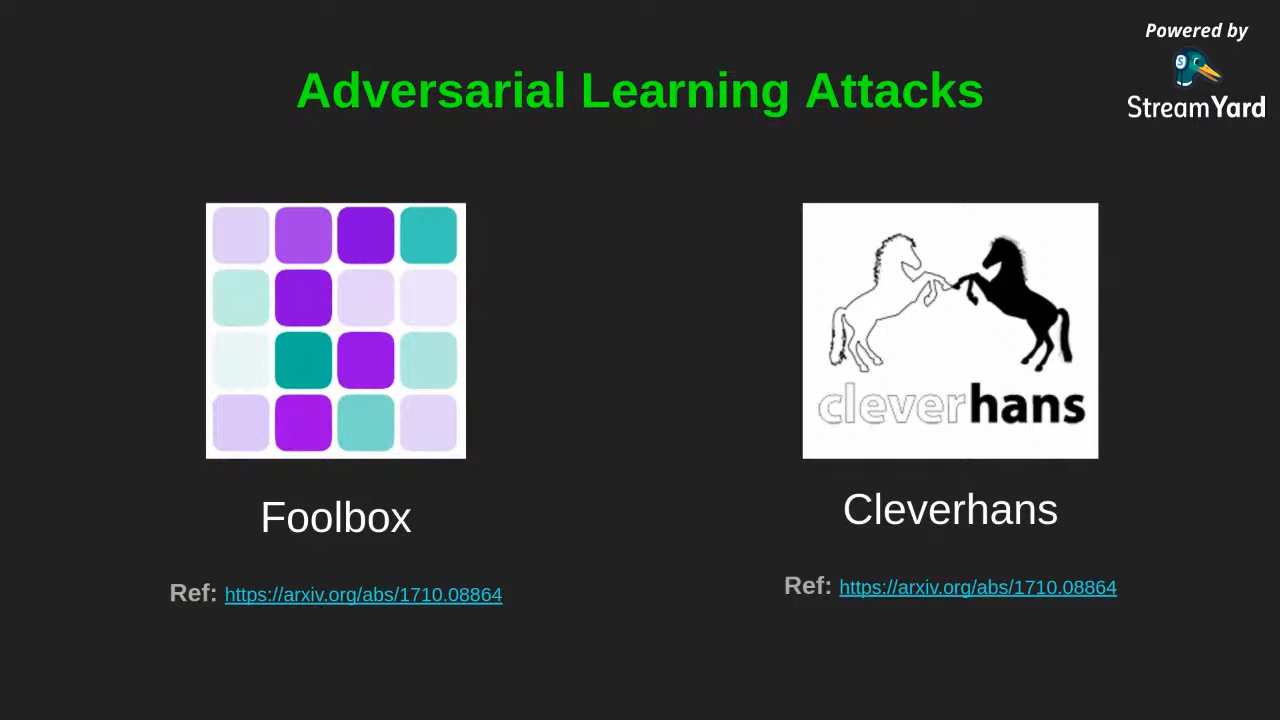 Powered by
StreamYard
Adversarial Learning Attacks
cleverhans
Foolbox
Cleverhans
Ref: https://arxiv.org/abs/1710.08864
Ref: https://arxiv.org/abs/1710.08864